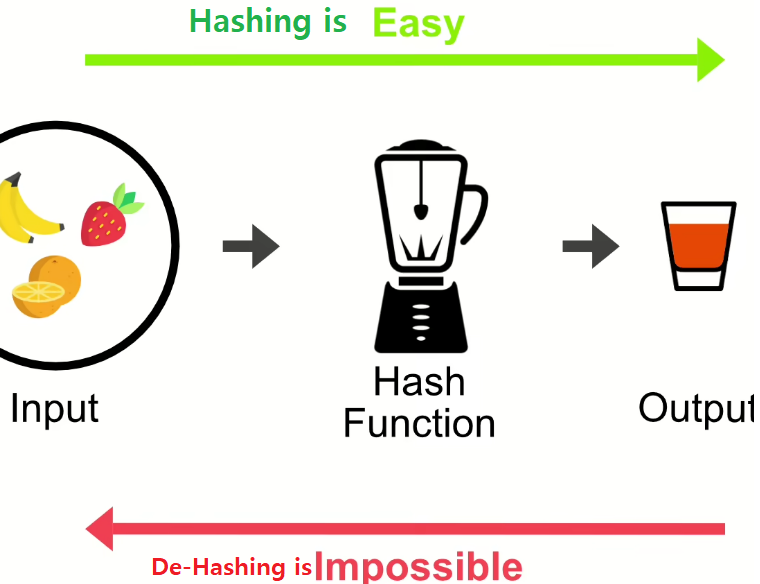 Hashing is Easy
Input
Hash
Function
Output
De-Hashing is Impossible